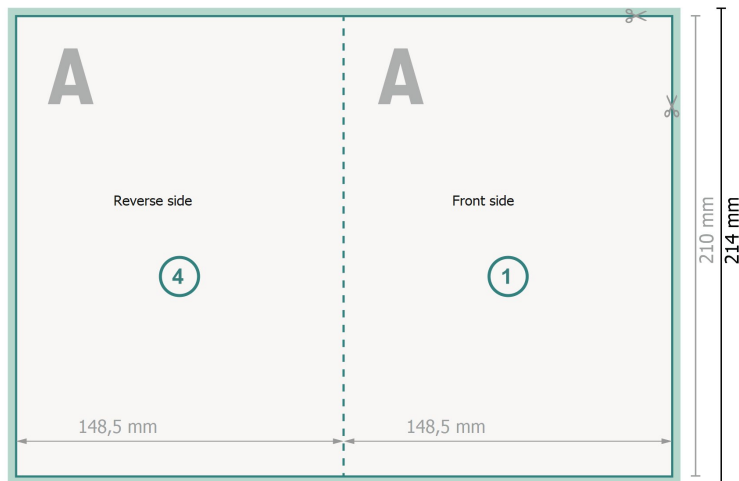 A
A
Reverse side
Front side
4
1
148,5 mm
148,5 mm
210 mm
214 mm